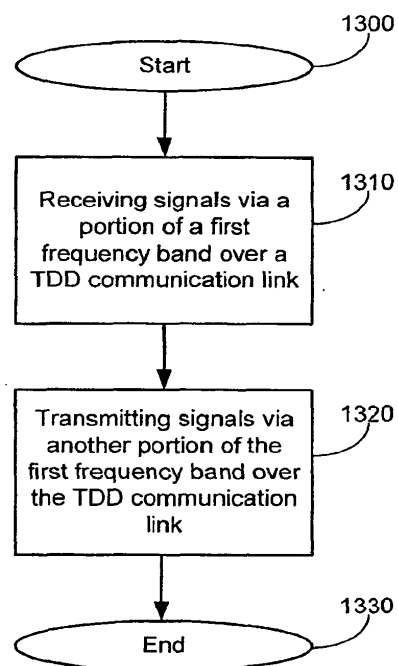 1300
Start
1310
Receiving signals via a
portion of a first
frequency band over a
TDD communication link
1320
Transmitting signals via
another portion of the
first frequency band over
the TDD communication
link
1330
End